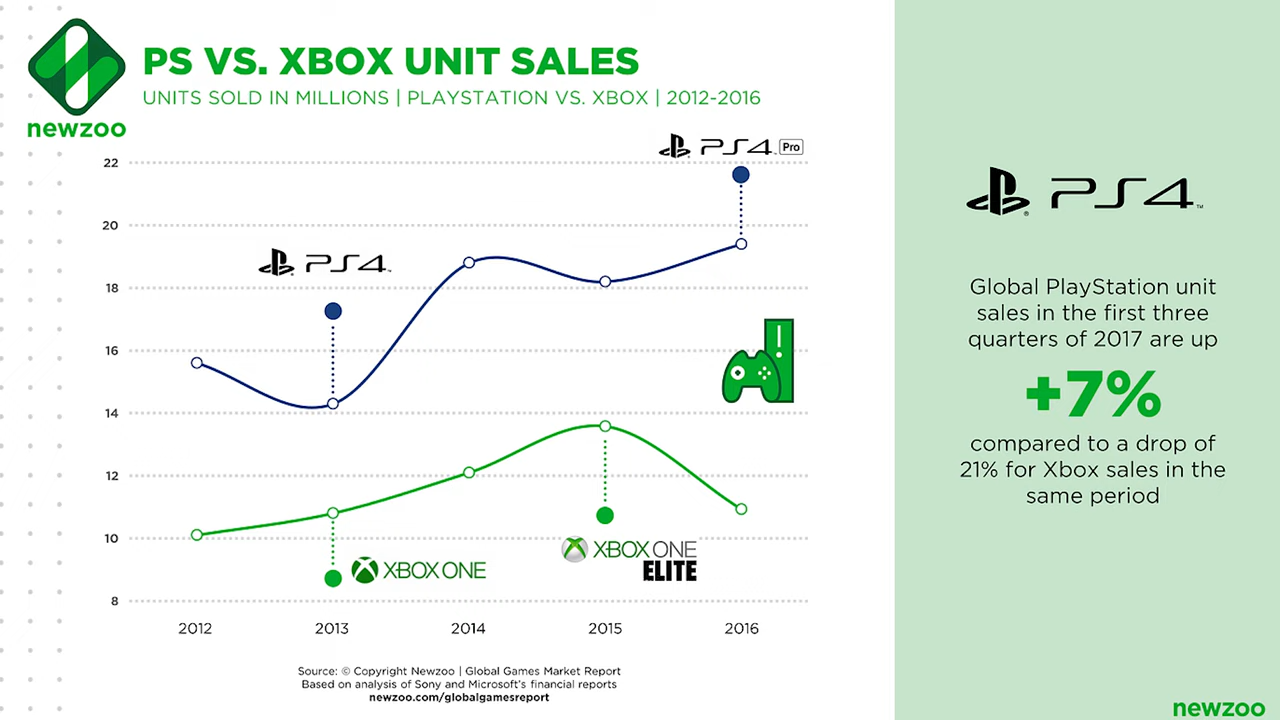 PS VS. XBOX UNIT SALES
UNITS SOLD IN MILLIONS | PLAYSTATION VS. XBOX | 2012-2016
newzoo
PS4™ Pro
22
20
PS4™
18
16
14
12
10
XBOX ONE
XBOX ONE
ELITE
8
2012 2013 2014 2015 2016
Source: © Copyright Newzoo | Global Games Market Report
Based on analysis of Sony and Microsoft's financial reports
newzoo.com/globalgamesreport
PS4™
Global PlayStation unit
sales in the first three
quarters of 2017 are up
+7%
compared to a drop of
21% for Xbox sales in the
same period
newzoo